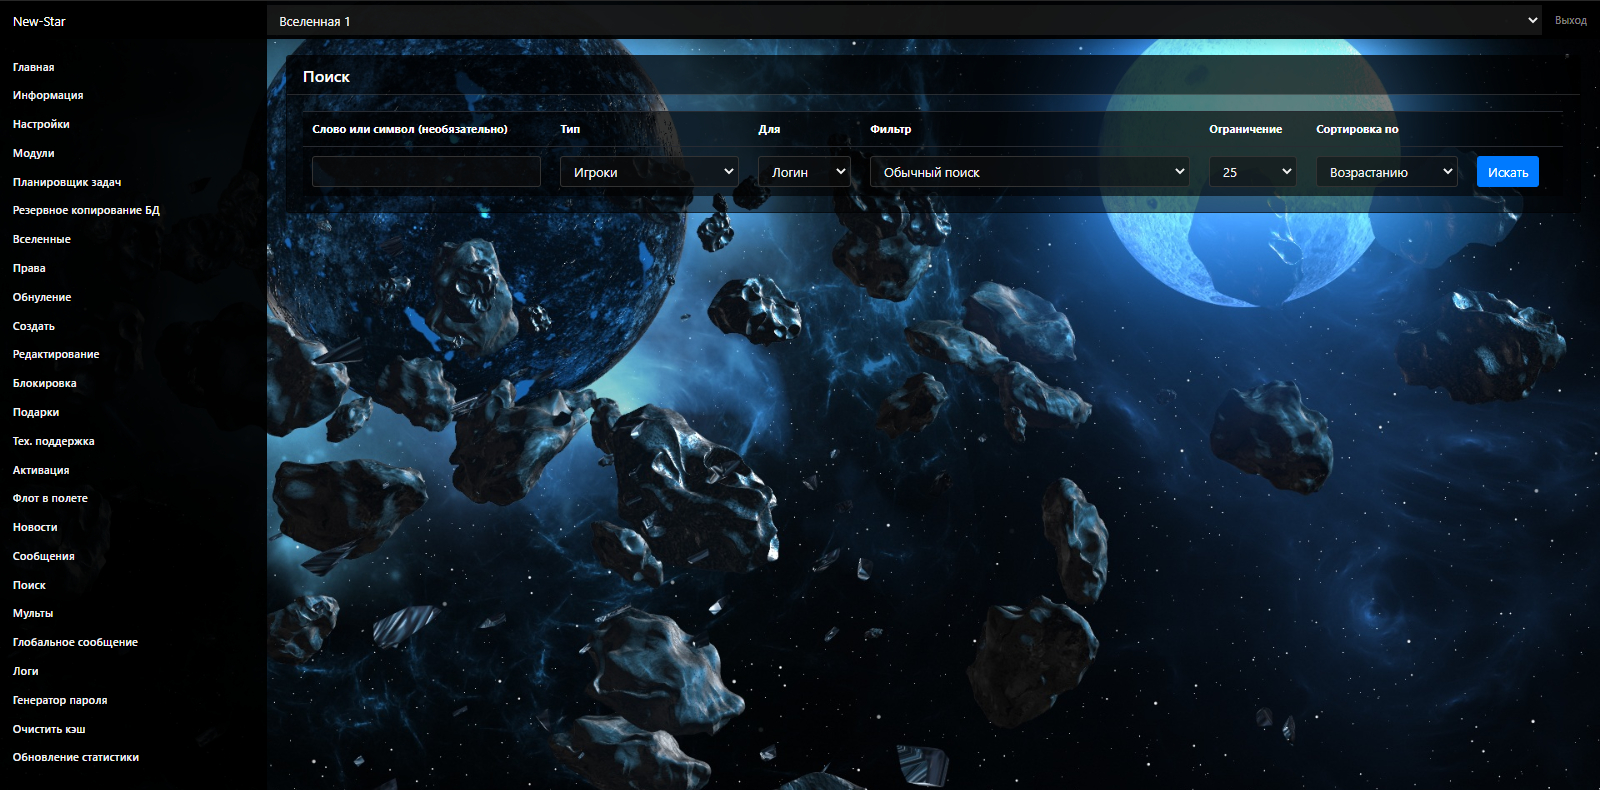 New-Star
Вселенная 1
Выход
Главная
Информация
Настройки
Модули
Планировщик задач
Резервное копирование БД
Вселенные
Права
Обнуление
Создать
Редактирование
Блокировка
Подарки
Тех. поддержка
Активация
Флот в полете
Новости
Сообщения
Поиск
Мульты
Глобальное сообщение
Логи
Генератор пароля
Очистить кэш
Обновление статистики
Поиск
Слово или символ (необязательно) Тип Для Фильтр Ограничение Сортировка по
Игроки Логин Обычный поиск 25 Возрастанию Искать